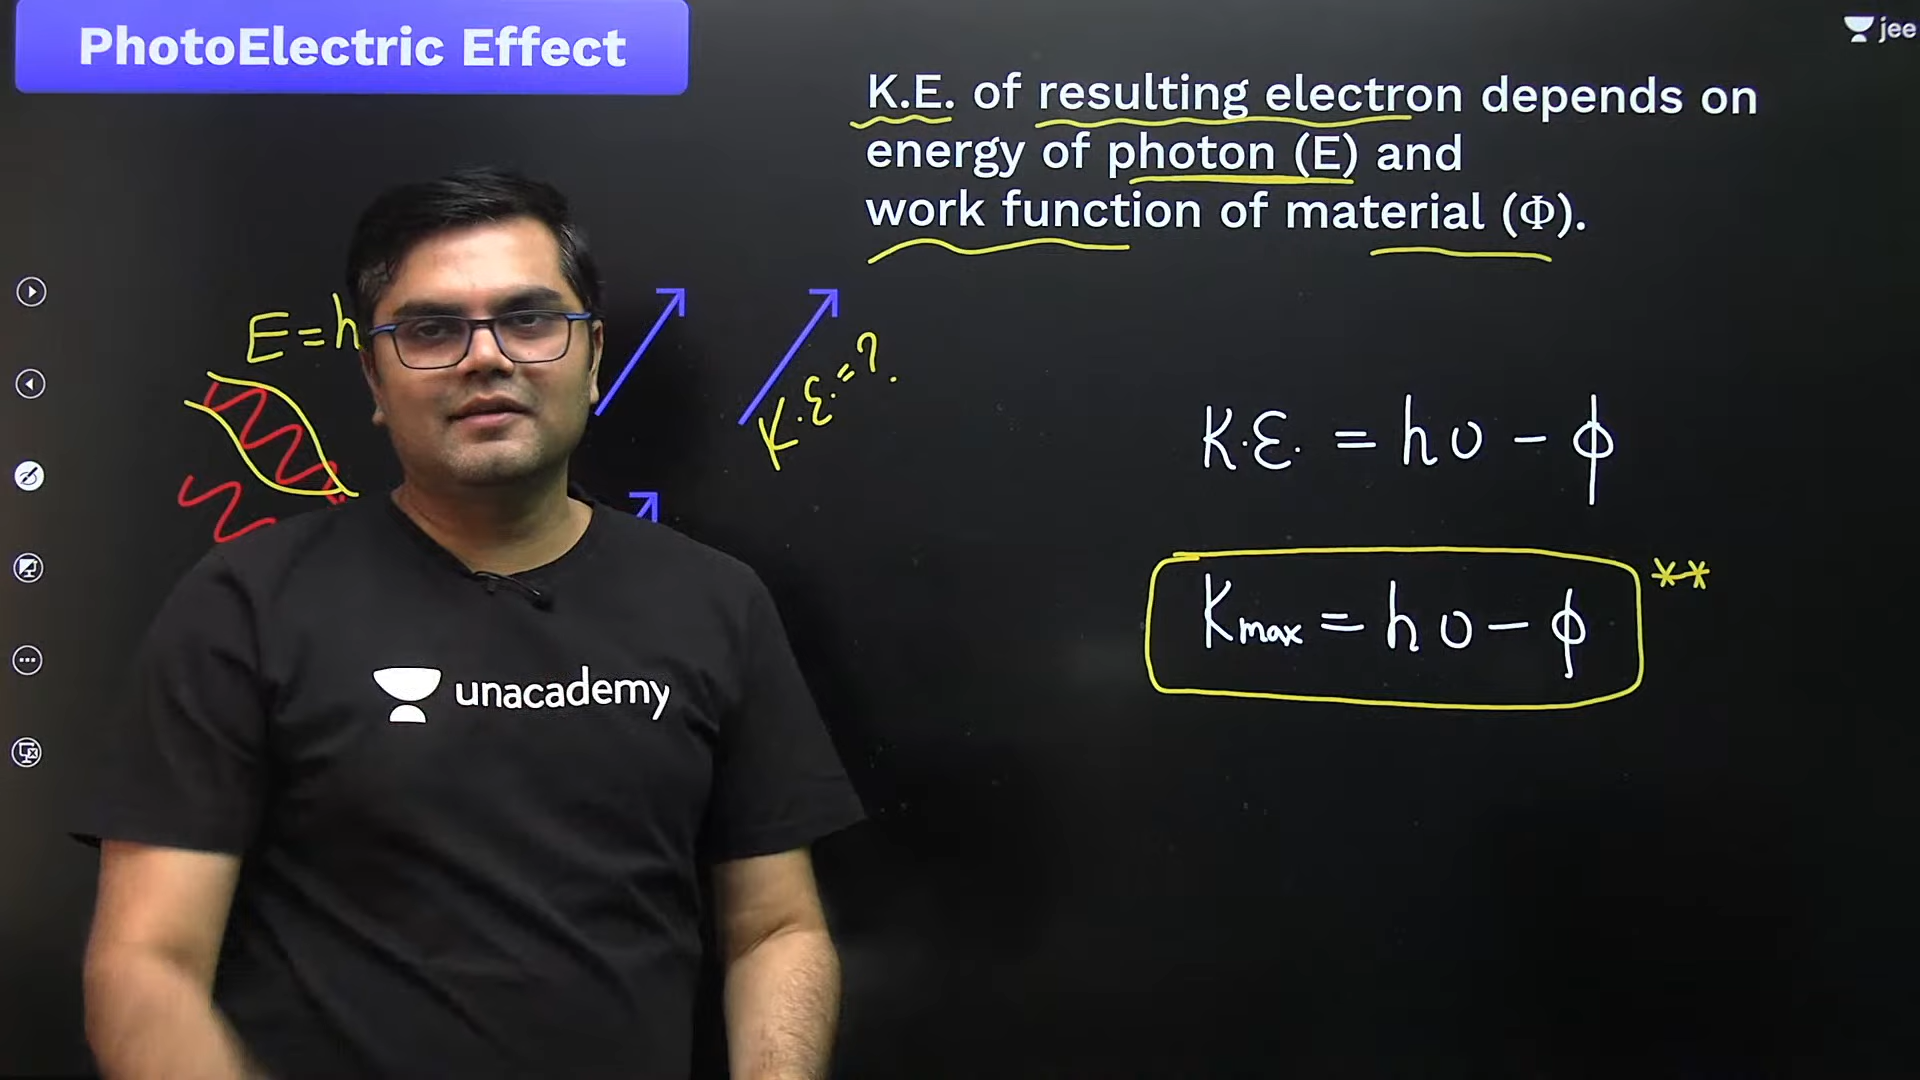 PhotoElectric Effect
jee
K.E. of resulting electron depends on
energy of photon (E) and
work function of material (Φ).
E = h
K.E. = ?
K.E. = hυ - ϕ
Kmax = hυ - ϕ **
unacademy